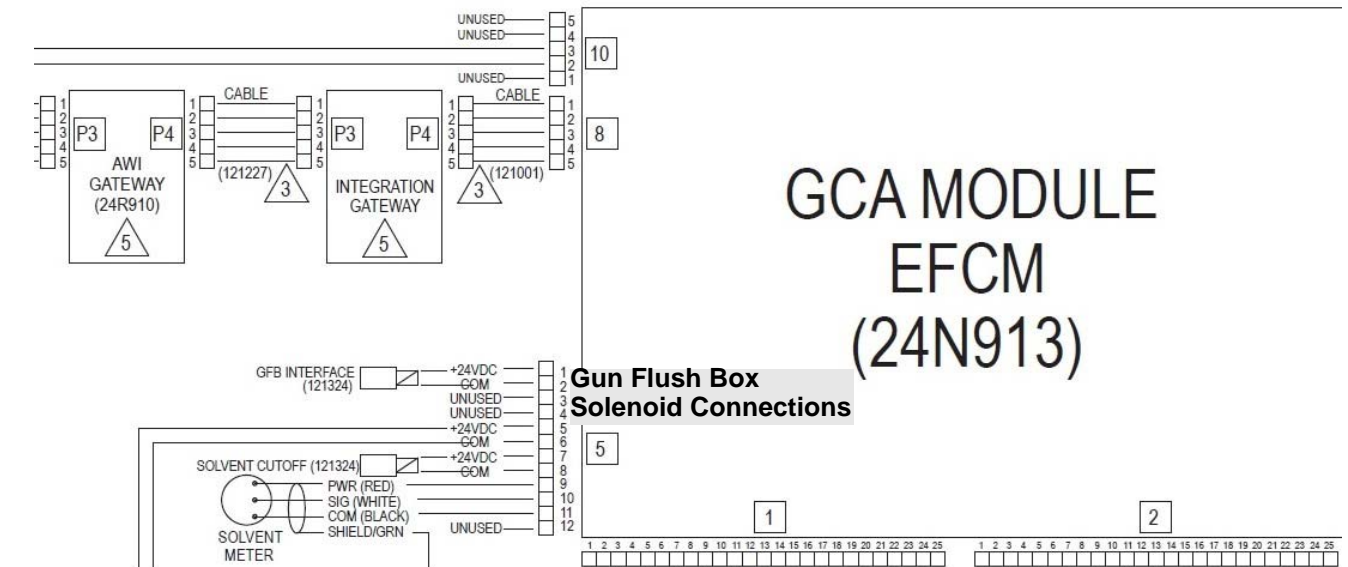 UNUSED
5
UNUSED
4
3
2
UNUSED
1
10
CABLE
CABLE
1
2
3
4
5
P3
P4
AWI
GATEWAY
(24R910)
5
1
2
3
4
5
(121227)
3
1
2
3
4
5
P3
P4
INTEGRATION
GATEWAY
5
1
2
3
4
5
(121001)
3
1
2
3
4
5
8
GCA MODULE
EFCM
(24N913)
GFB INTERFACE
(121324)
+24VDC 1
COM 2
UNUSED 3
UNUSED 4
+24VDC 5
COM 6
+24VDC 7
COM 8
9
10
11
UNUSED 12
Gun Flush Box
Solenoid Connections
5
SOLVENT CUTOFF (121324)
PWR (RED)
SIG (WHITE)
COM (BLACK)
SHIELD/GRN
SOLVENT
METER
1
2
1 2 3 4 5 6 7 8 9 10 11 12 13 14 15 16 17 18 19 20 21 22 23 24 25
1 2 3 4 5 6 7 8 9 10 11 12 13 14 15 16 17 18 19 20 21 22 23 24 25